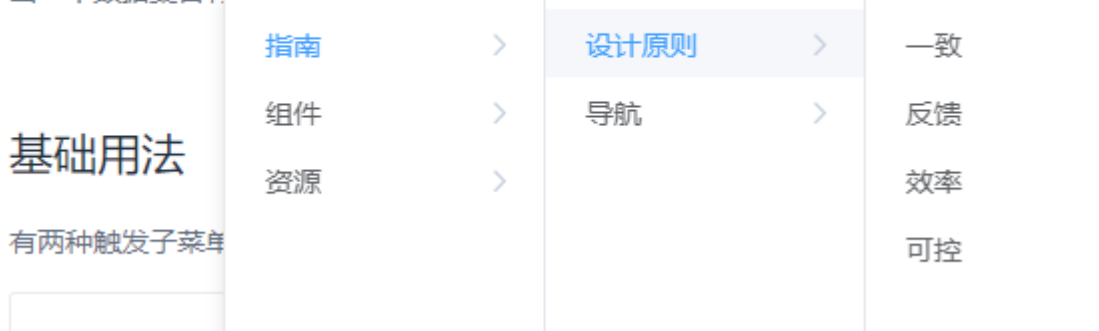 指南
组件
资源
设计原则
导航
一致
反馈
效率
可控
基础用法
有两种触发子菜单